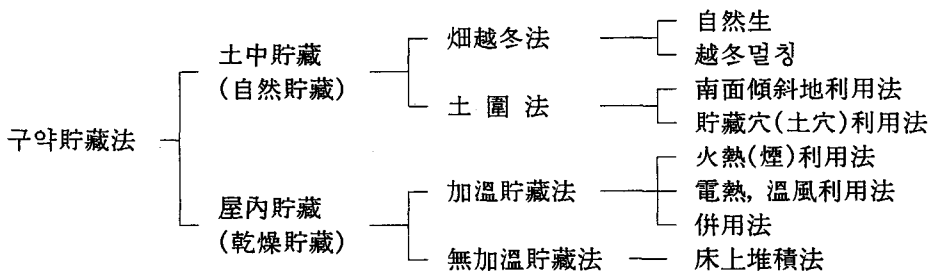 구약貯藏法
土中貯藏
(自然貯藏)
畑越冬法
自然生
越冬멀칭
土圍法
南面傾斜地利用法
貯藏穴(土穴)利用法
屋內貯藏
(乾燥貯藏)
加溫貯藏法
火熱(煙)利用法
電熱, 溫風利用法
併用法
無加溫貯藏法
床上堆積法